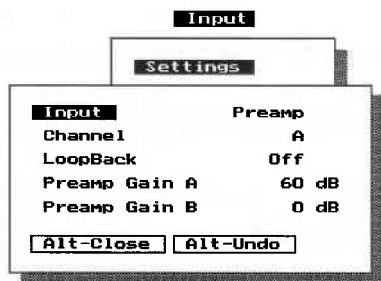 Input
Settings
Input Preamp
Channel A
LoopBack Off
Preamp Gain A 60 dB
Preamp Gain B 0 dB
Alt-Close Alt-Undo